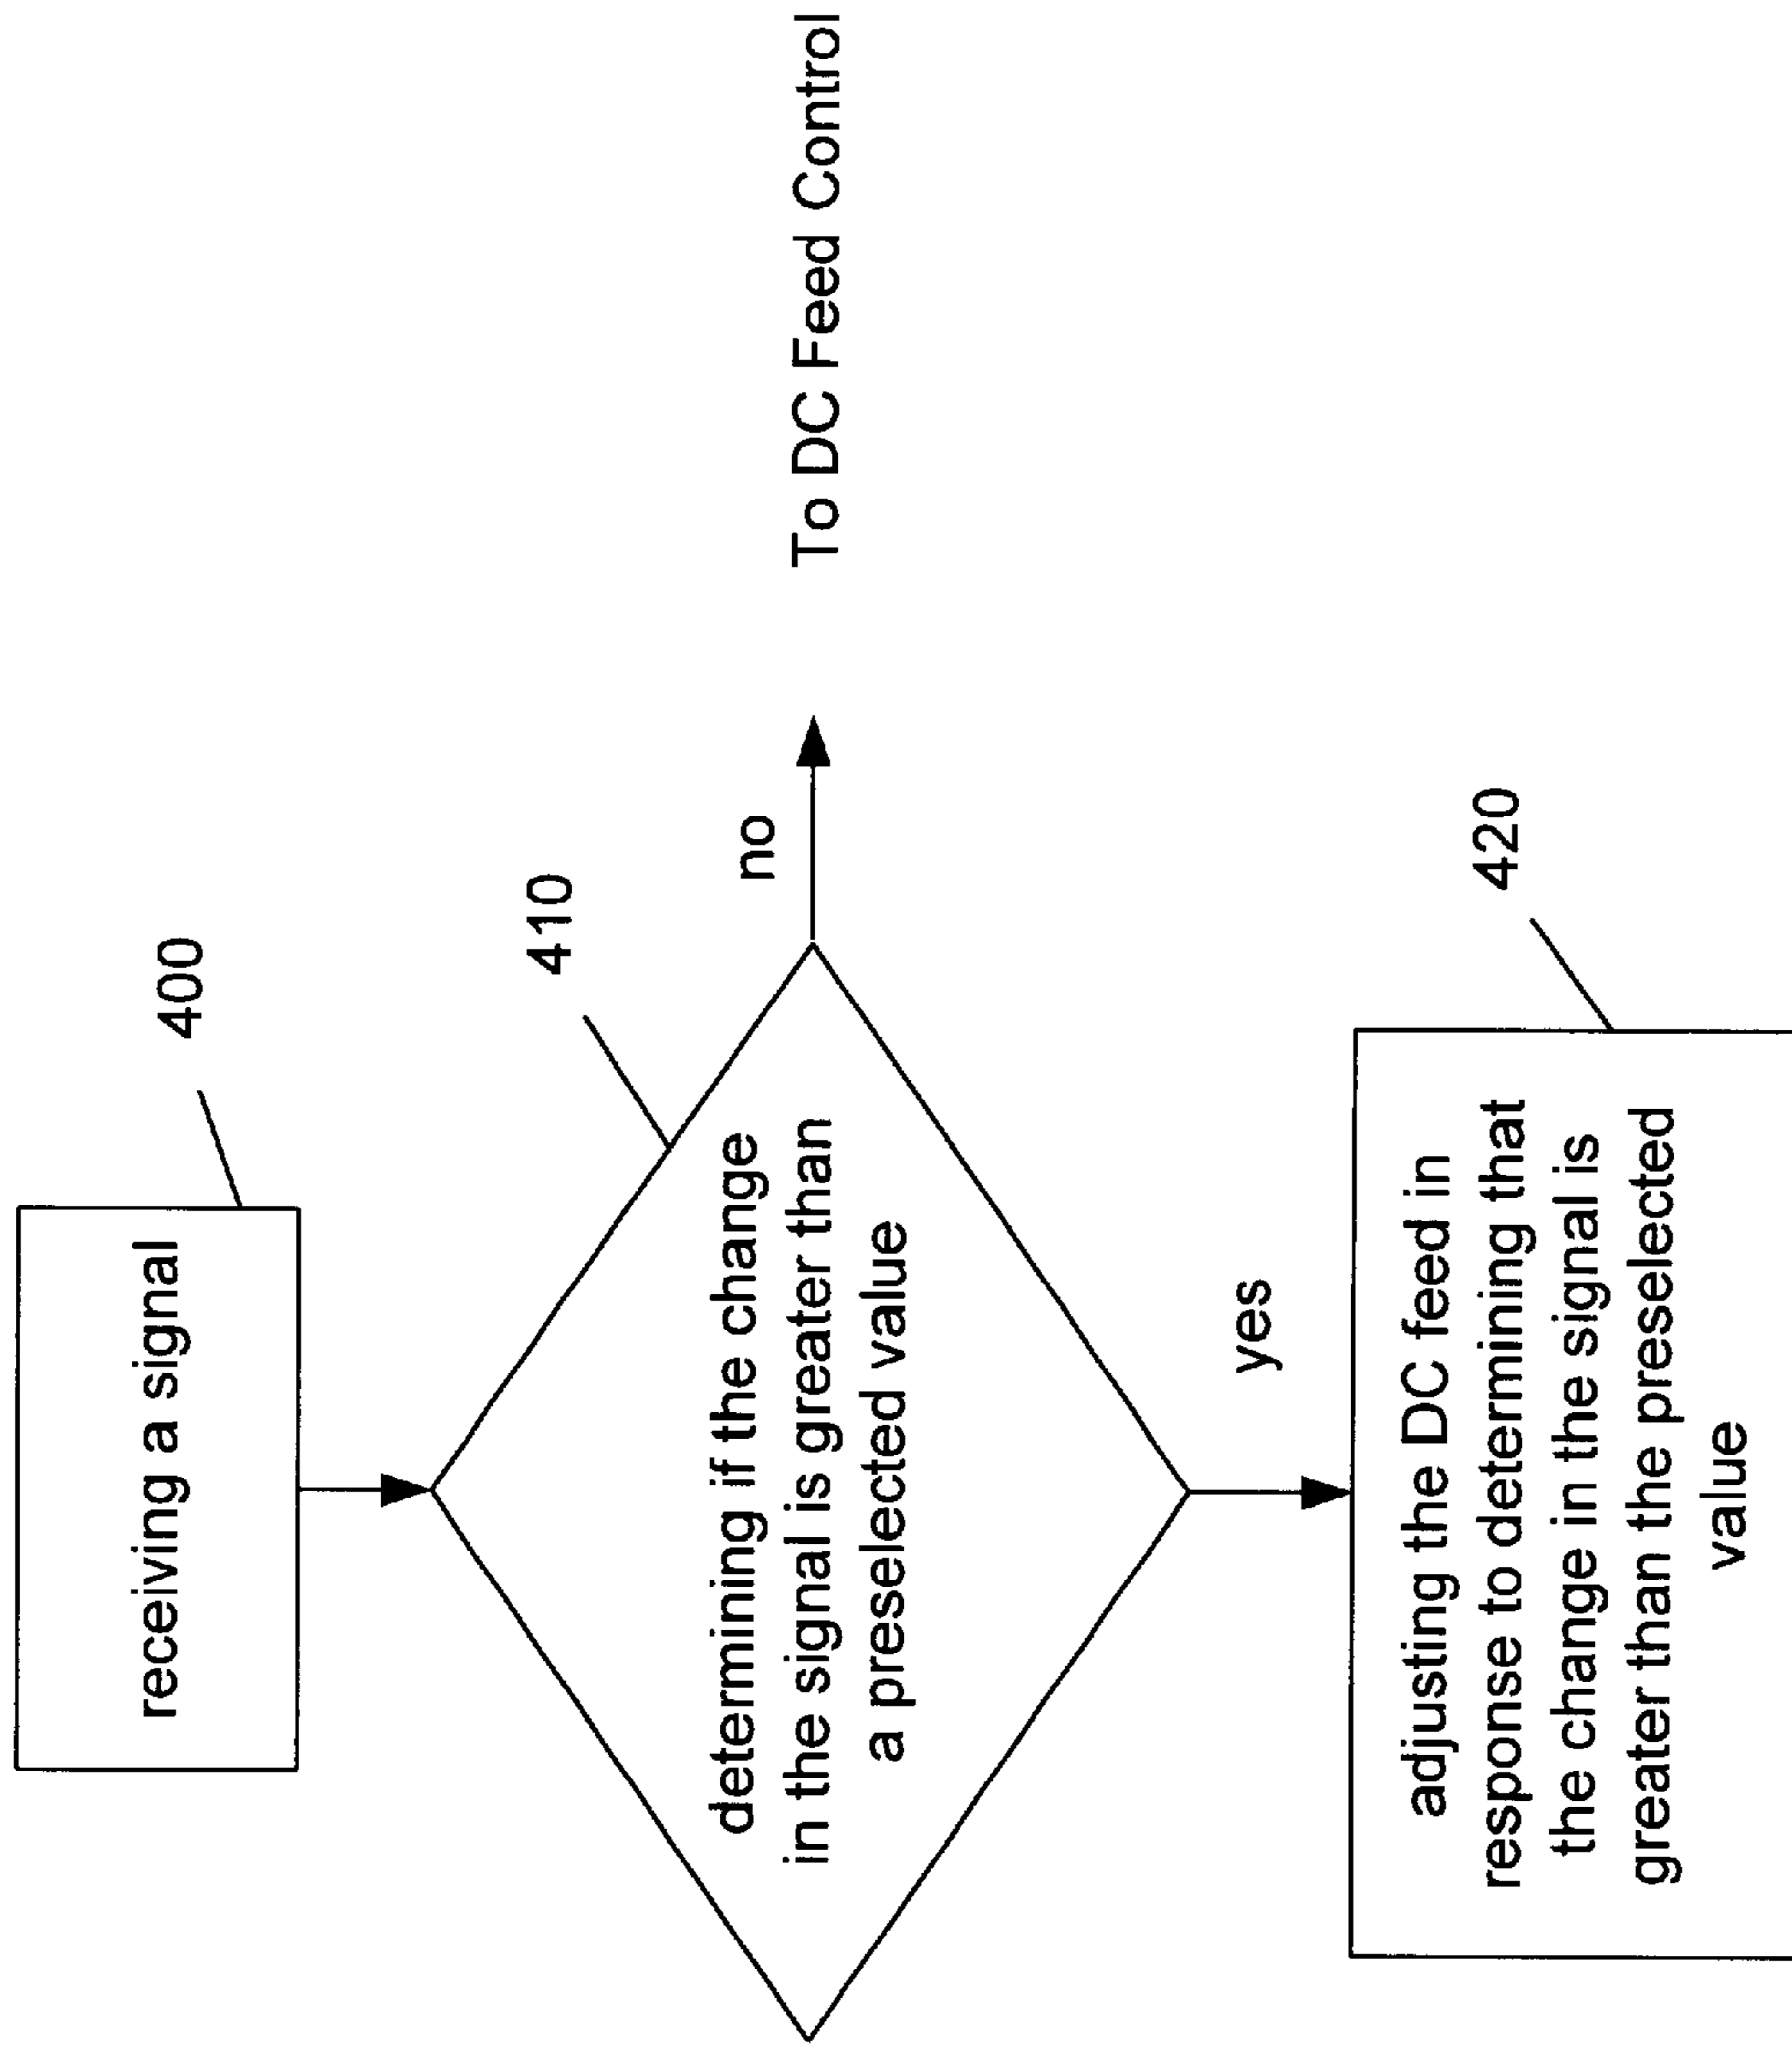 receiving a signal
400
410
determining if the change
in the signal is greater than
a preselected value
no
To DC Feed Control
yes
420
adjusting the DC feed in
response to determining that
the change in the signal is
greater than the preselected
value